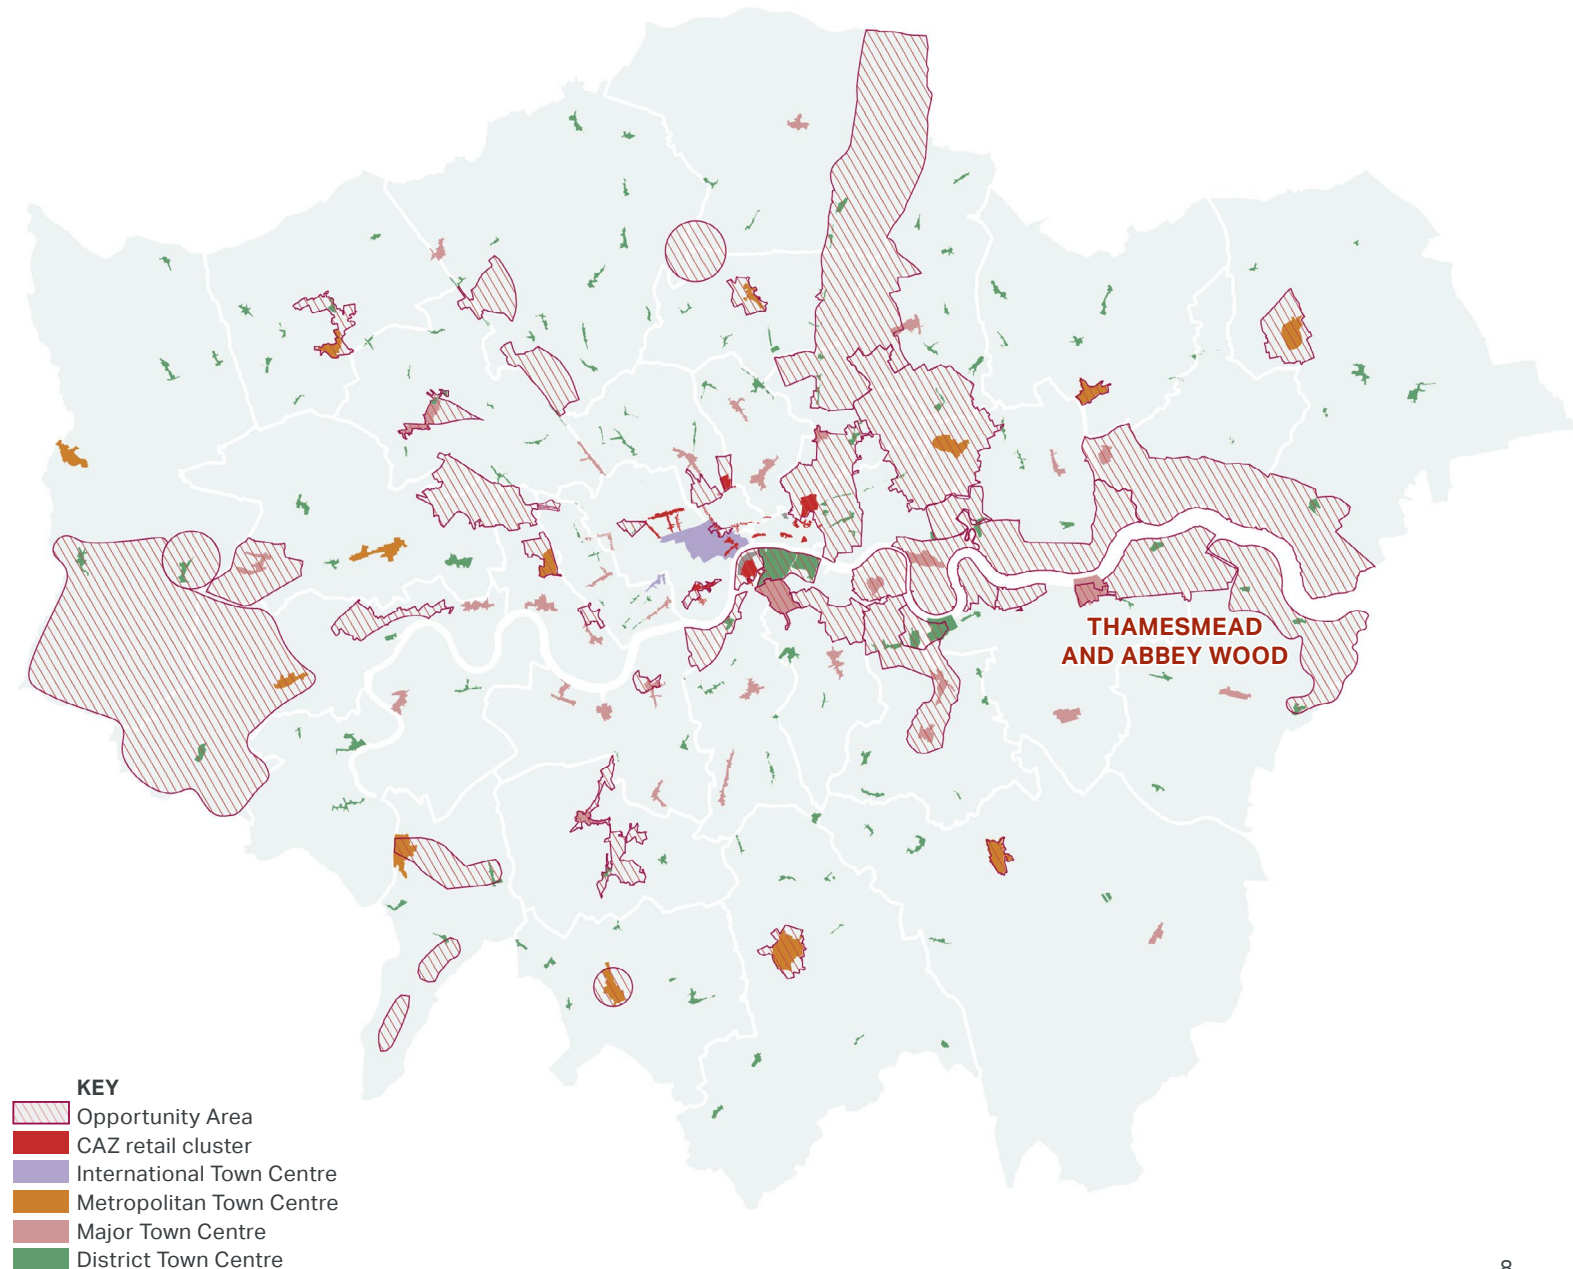 THAMESMEAD
AND ABBEY WOOD
KEY
Opportunity Area
CAZ retail cluster
International Town Centre
Metropolitan Town Centre
Major Town Centre
District Town Centre
8